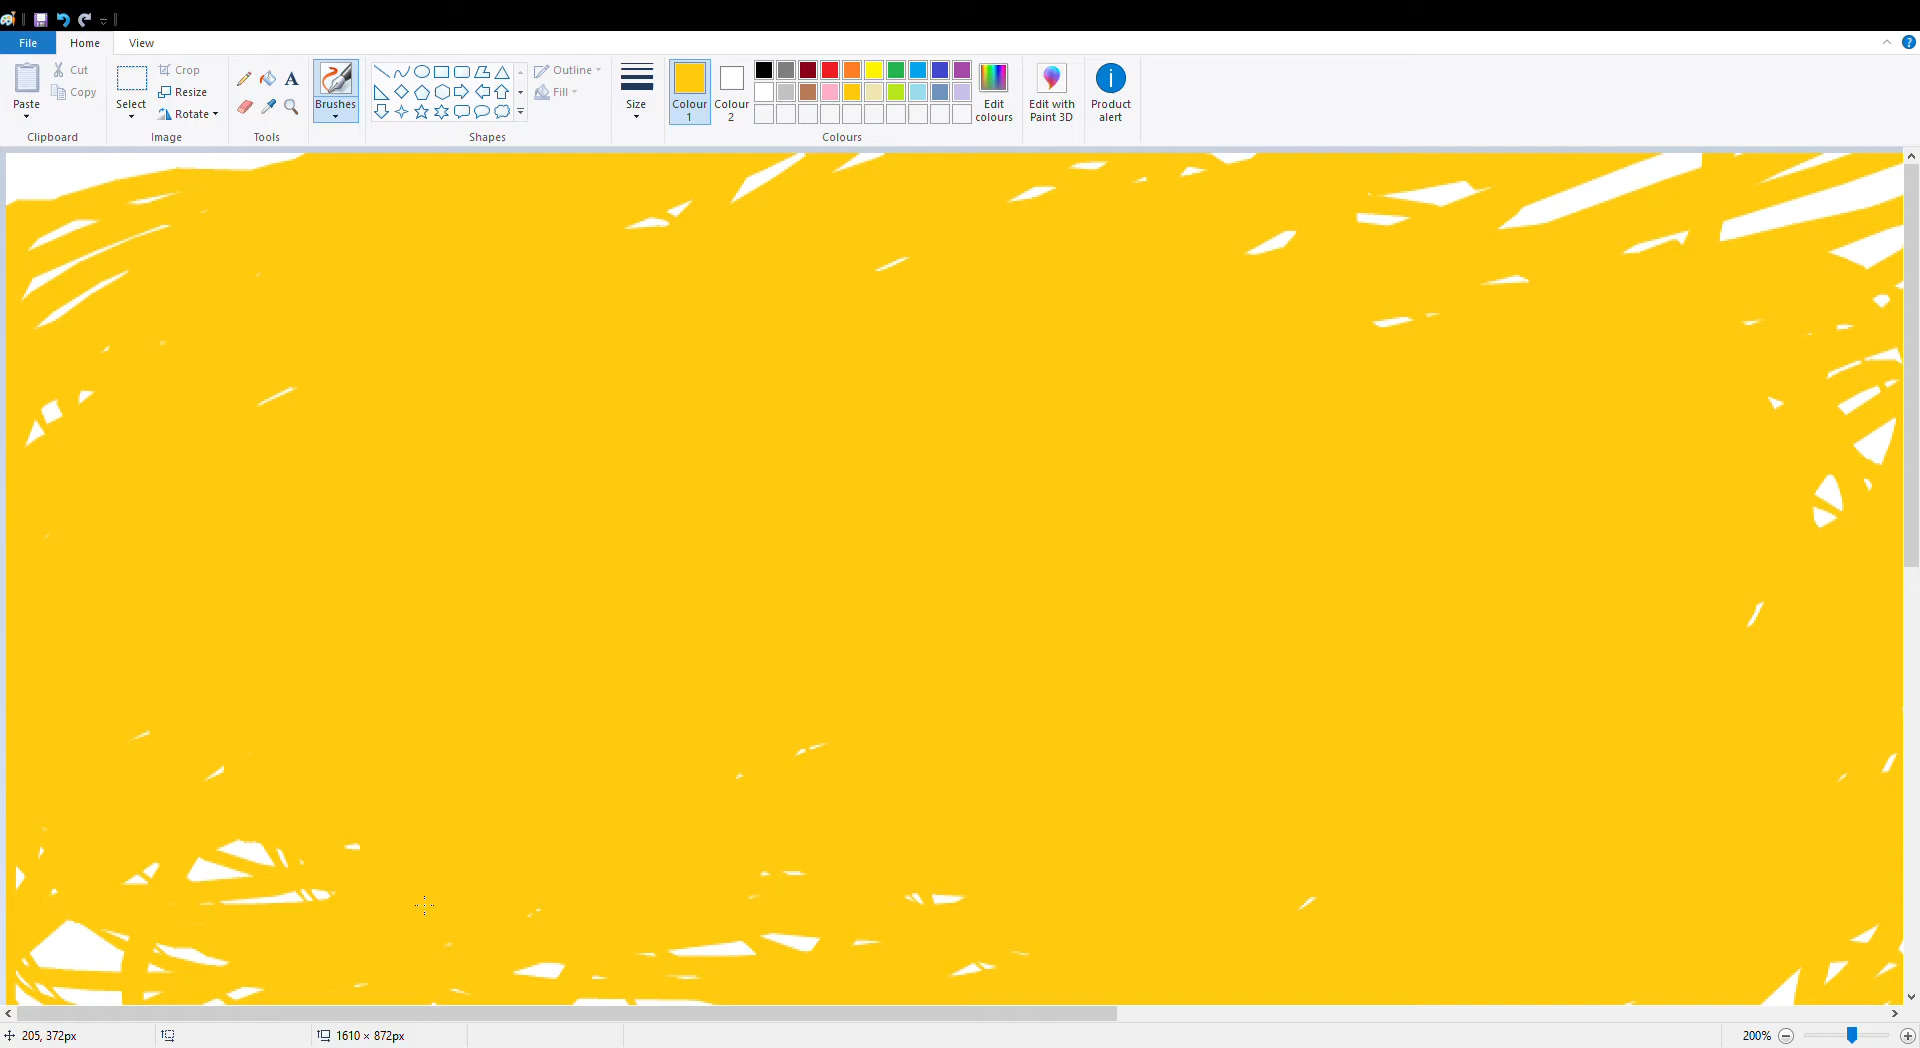 File Home View
Paste
Cut
Copy
Clipboard
Select
Crop
Resize
Rotate
Image
A
Tools
Brushes
Shapes
Outline
Fill
Size
Colour 1
Colour 2
Edit colours
Colours
Edit with Paint 3D
Product alert
205, 372px
1610 × 872px
200%